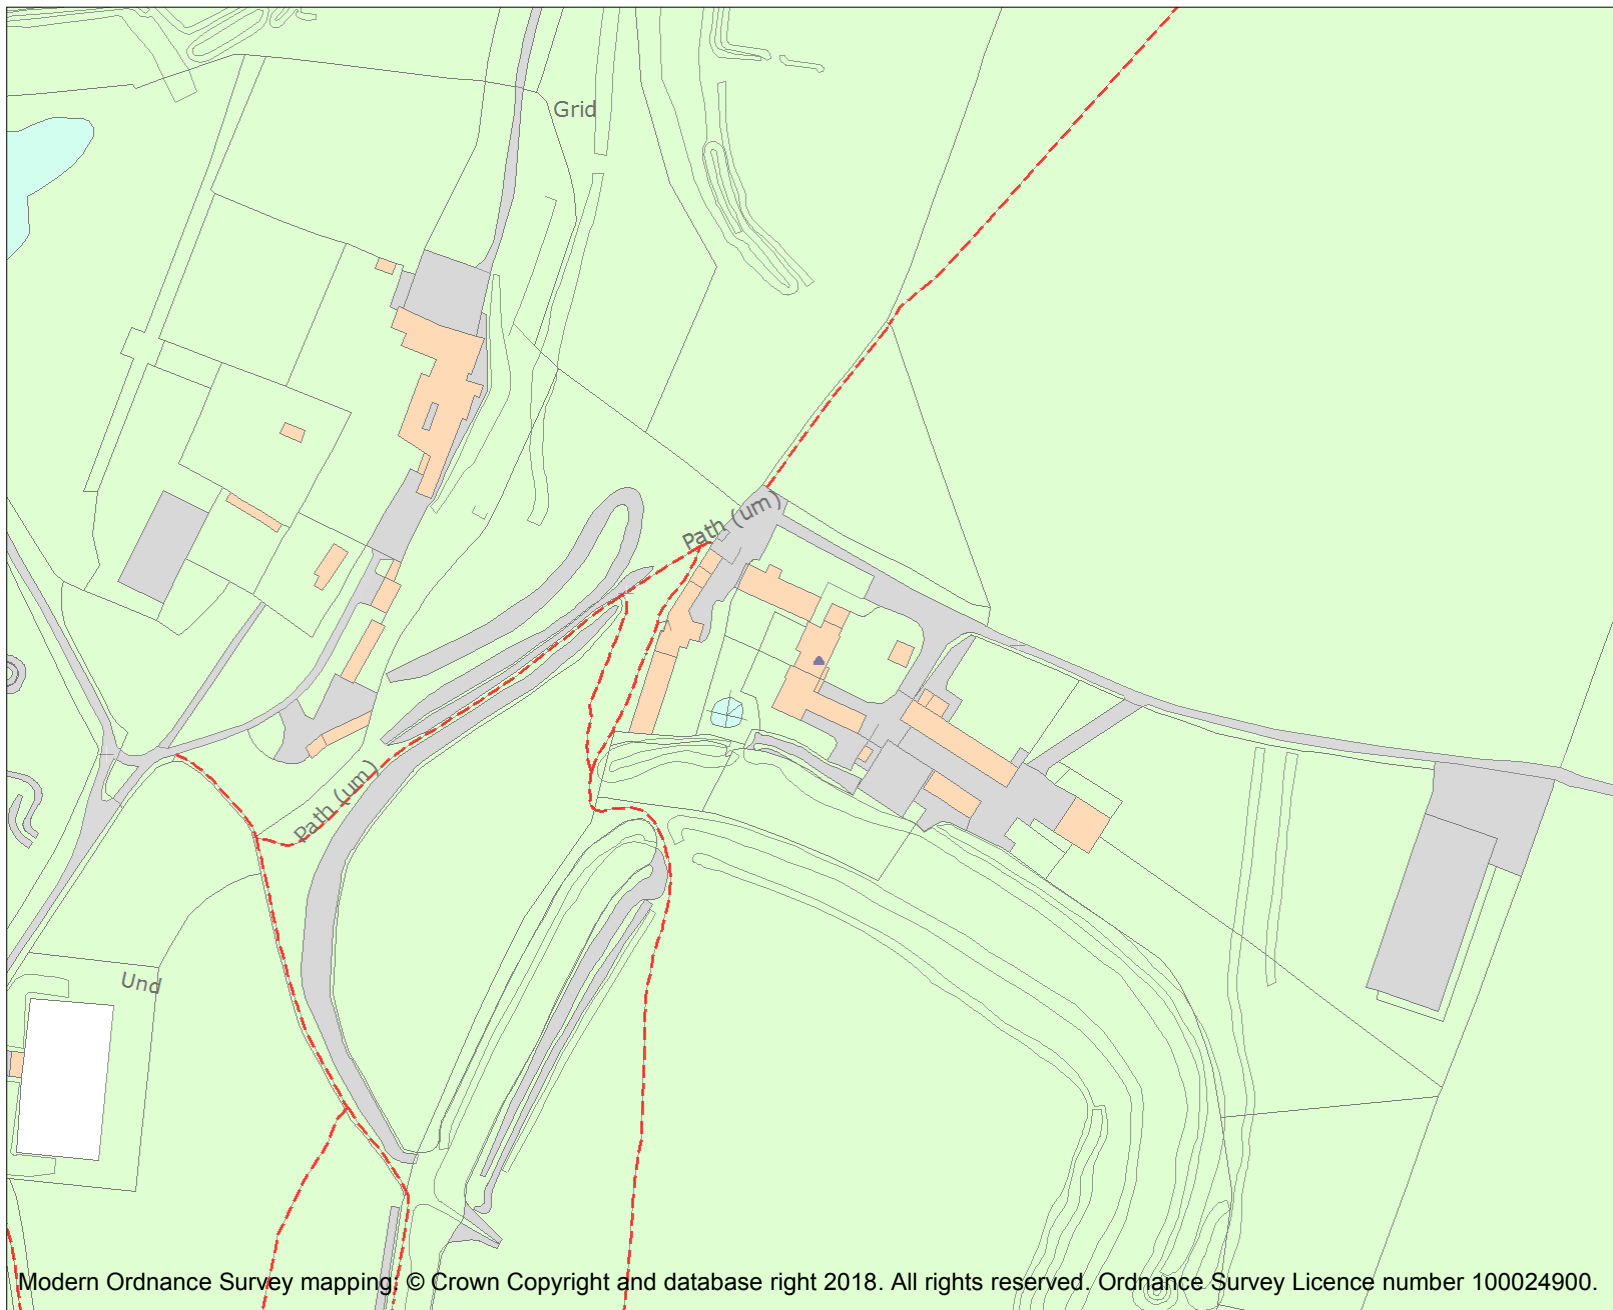 Grid
Path (um)
Path (um)
Und
Modern Ordnance Survey mapping: © Crown Copyright and database right 2018. All rights reserved. Ordnance Survey Licence number 100024900.